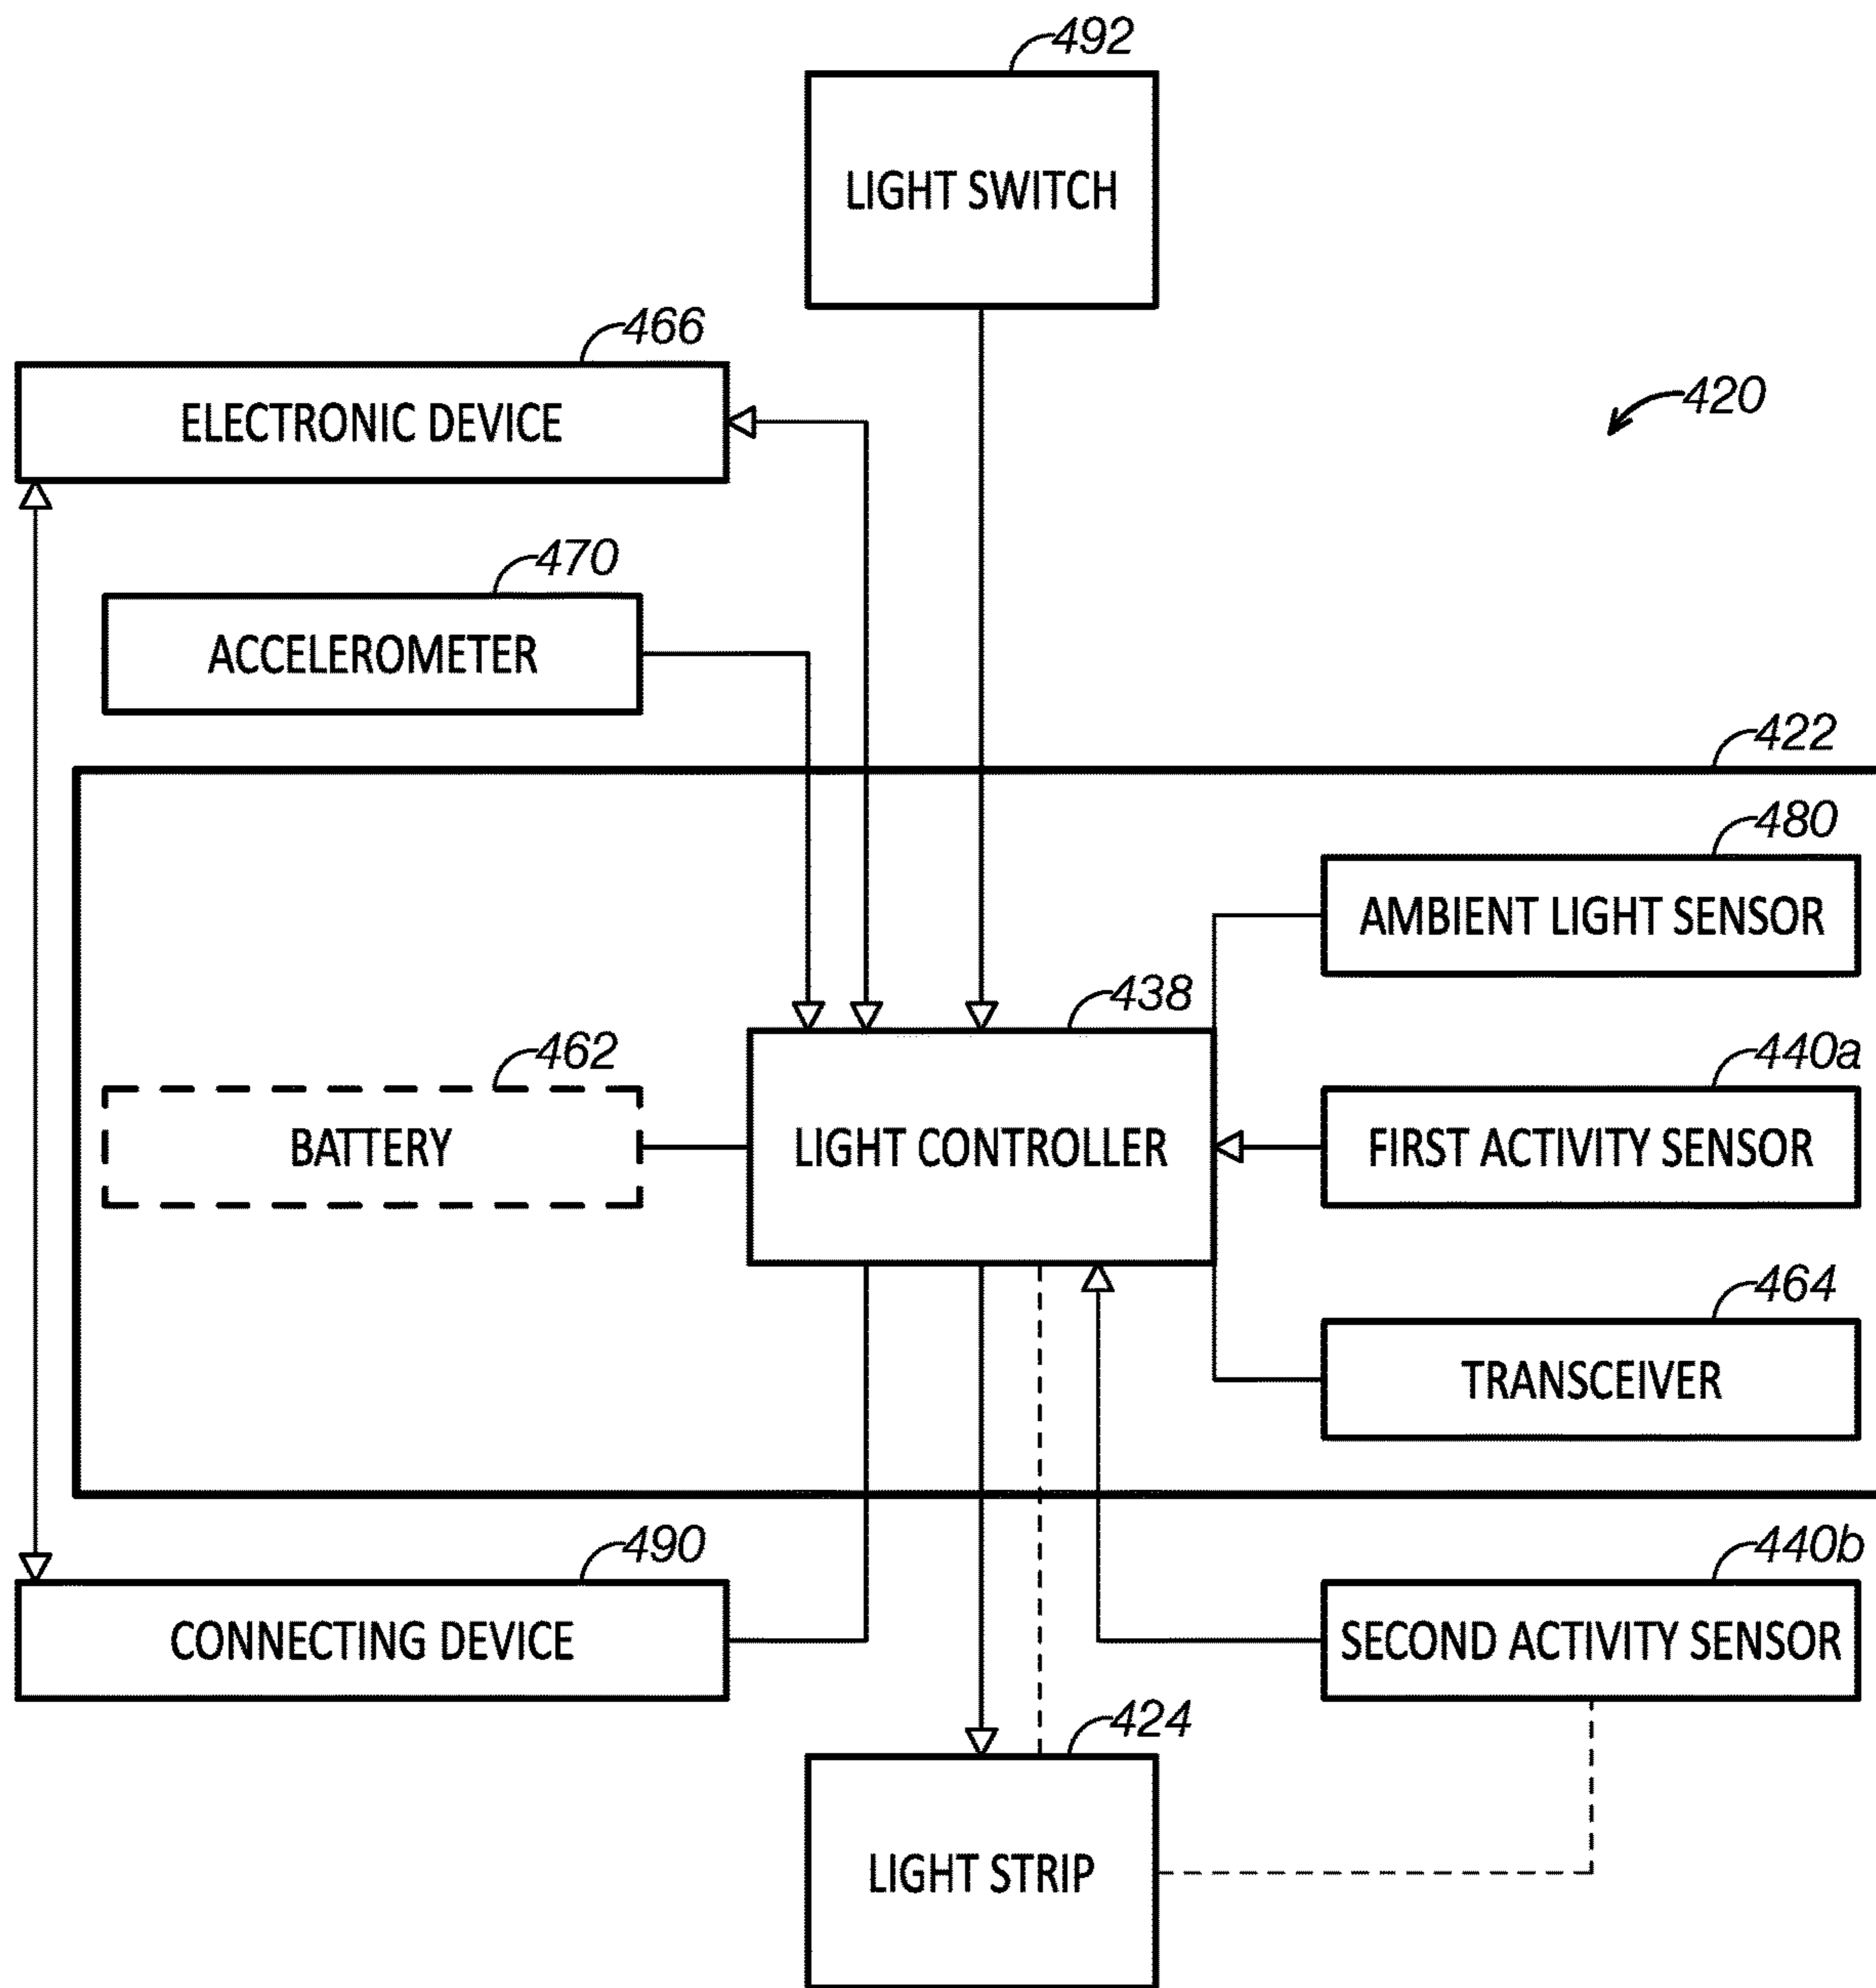 492
LIGHT SWITCH
466
ELECTRONIC DEVICE
420
470
ACCELEROMETER
422
480
AMBIENT LIGHT SENSOR
438
462
440a
BATTERY
LIGHT CONTROLLER
FIRST ACTIVITY SENSOR
464
TRANSCEIVER
490
440b
CONNECTING DEVICE
SECOND ACTIVITY SENSOR
424
LIGHT STRIP